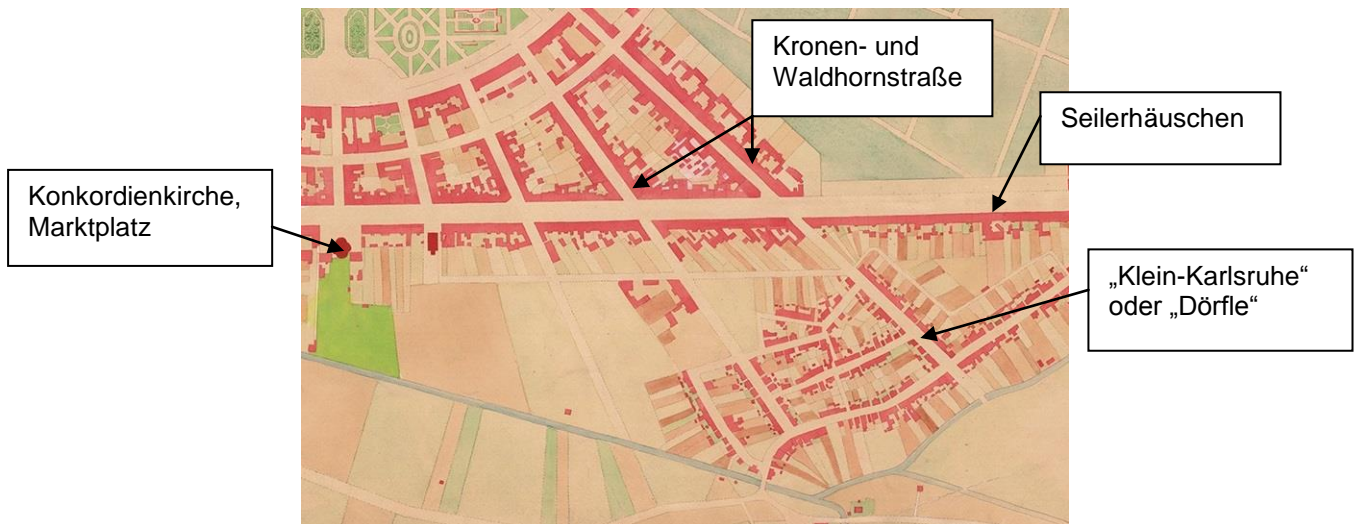 Kronen- und
Waldhornstraße
Seilerhäuschen
Konkordienkirche,
Marktplatz
„Klein-Karlsruhe“
oder „Dörfle“